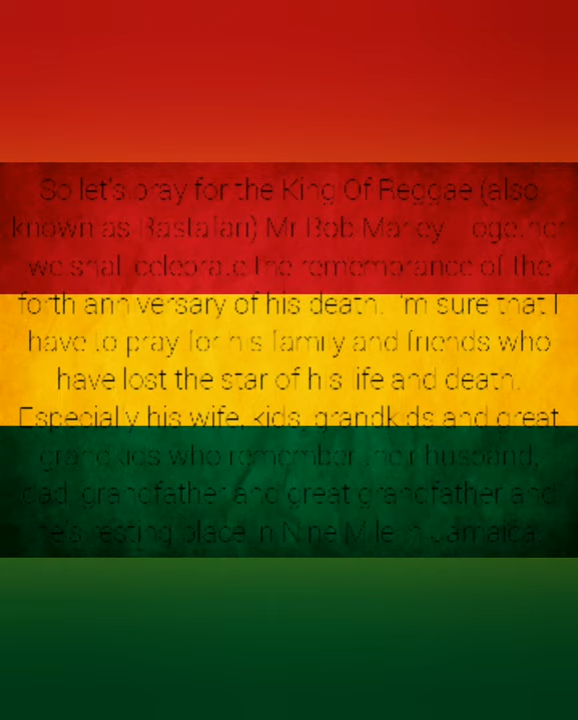 So let's pray for the King Of Reggae (also
known as Rastafari) Mr Bob Marley. Together
we shall celebrate the rememorance of the
forth anniversary of his death. I'm sure that I
have to pray for his family and friends who
have lost the star of his life and death.
Especially his wife, kids, grandkids and great
grandkids who remember their husband,
dad, grandfather and great grandfather and
he's resting place in Nine Mile in Jamaica.